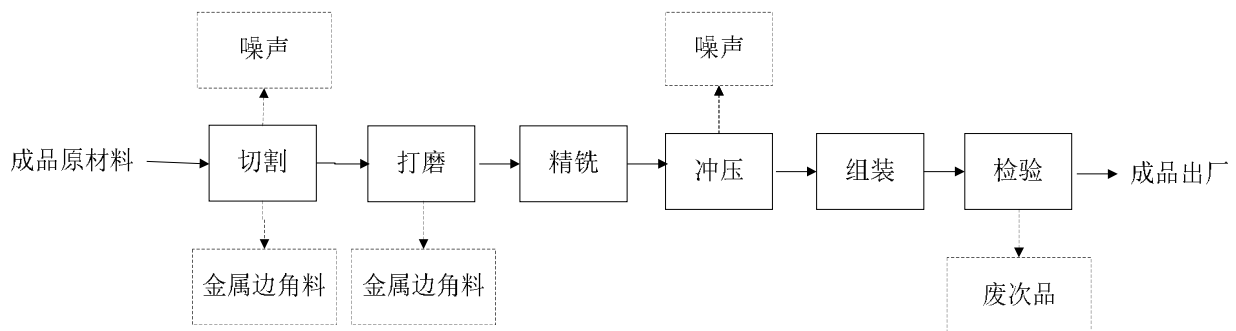 噪声
噪声
成品原材料
切割
打磨
精铣
冲压
组装
检验
成品出厂
金属边角料
金属边角料
废次品